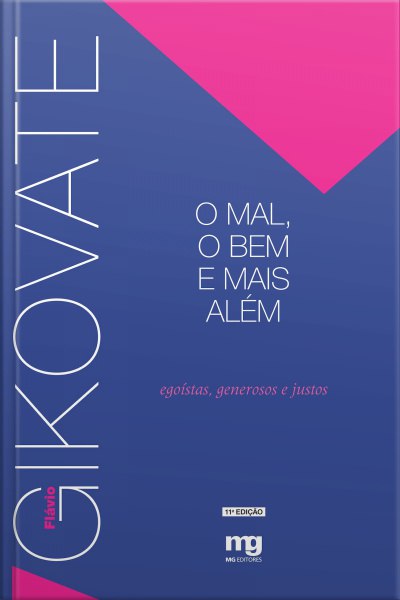 Flávio
GIKOVATE
O MAL,
O BEM
E MAIS
ALÉM
egoístas, generosos e justos
11ª EDIÇÃO
mg
MG EDITORES